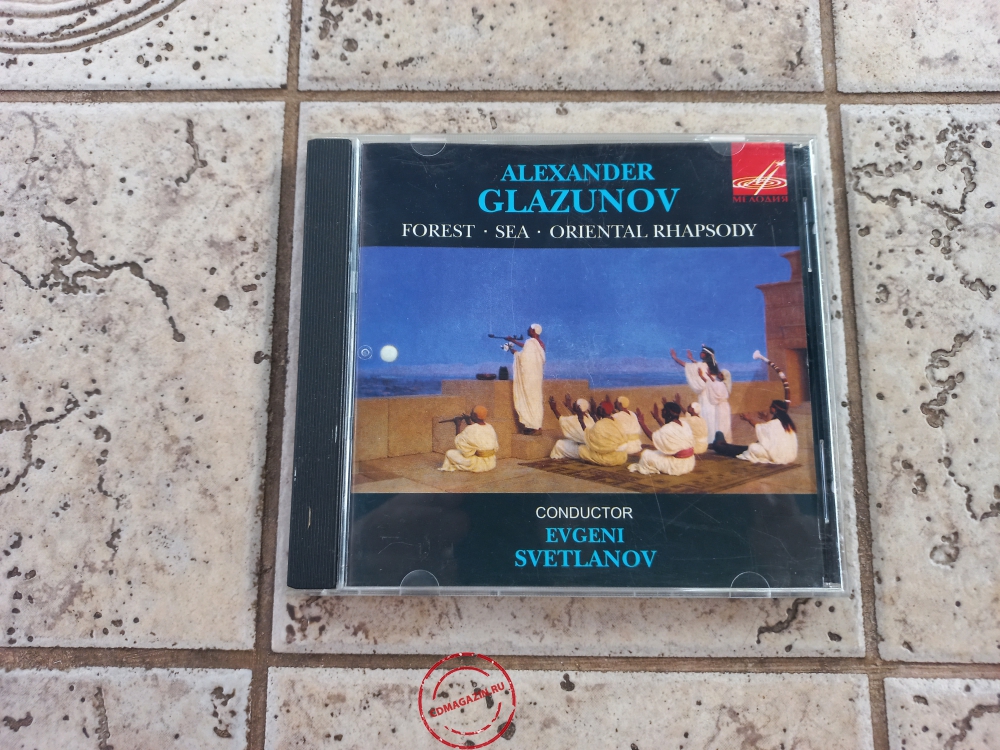 ALEXANDER
GLAZUNOV
МЕЛОДИЯ
FOREST · SEA · ORIENTAL RHAPSODY
CONDUCTOR
EVGENI
SVETLANOV
CDMAGAZIN.RU